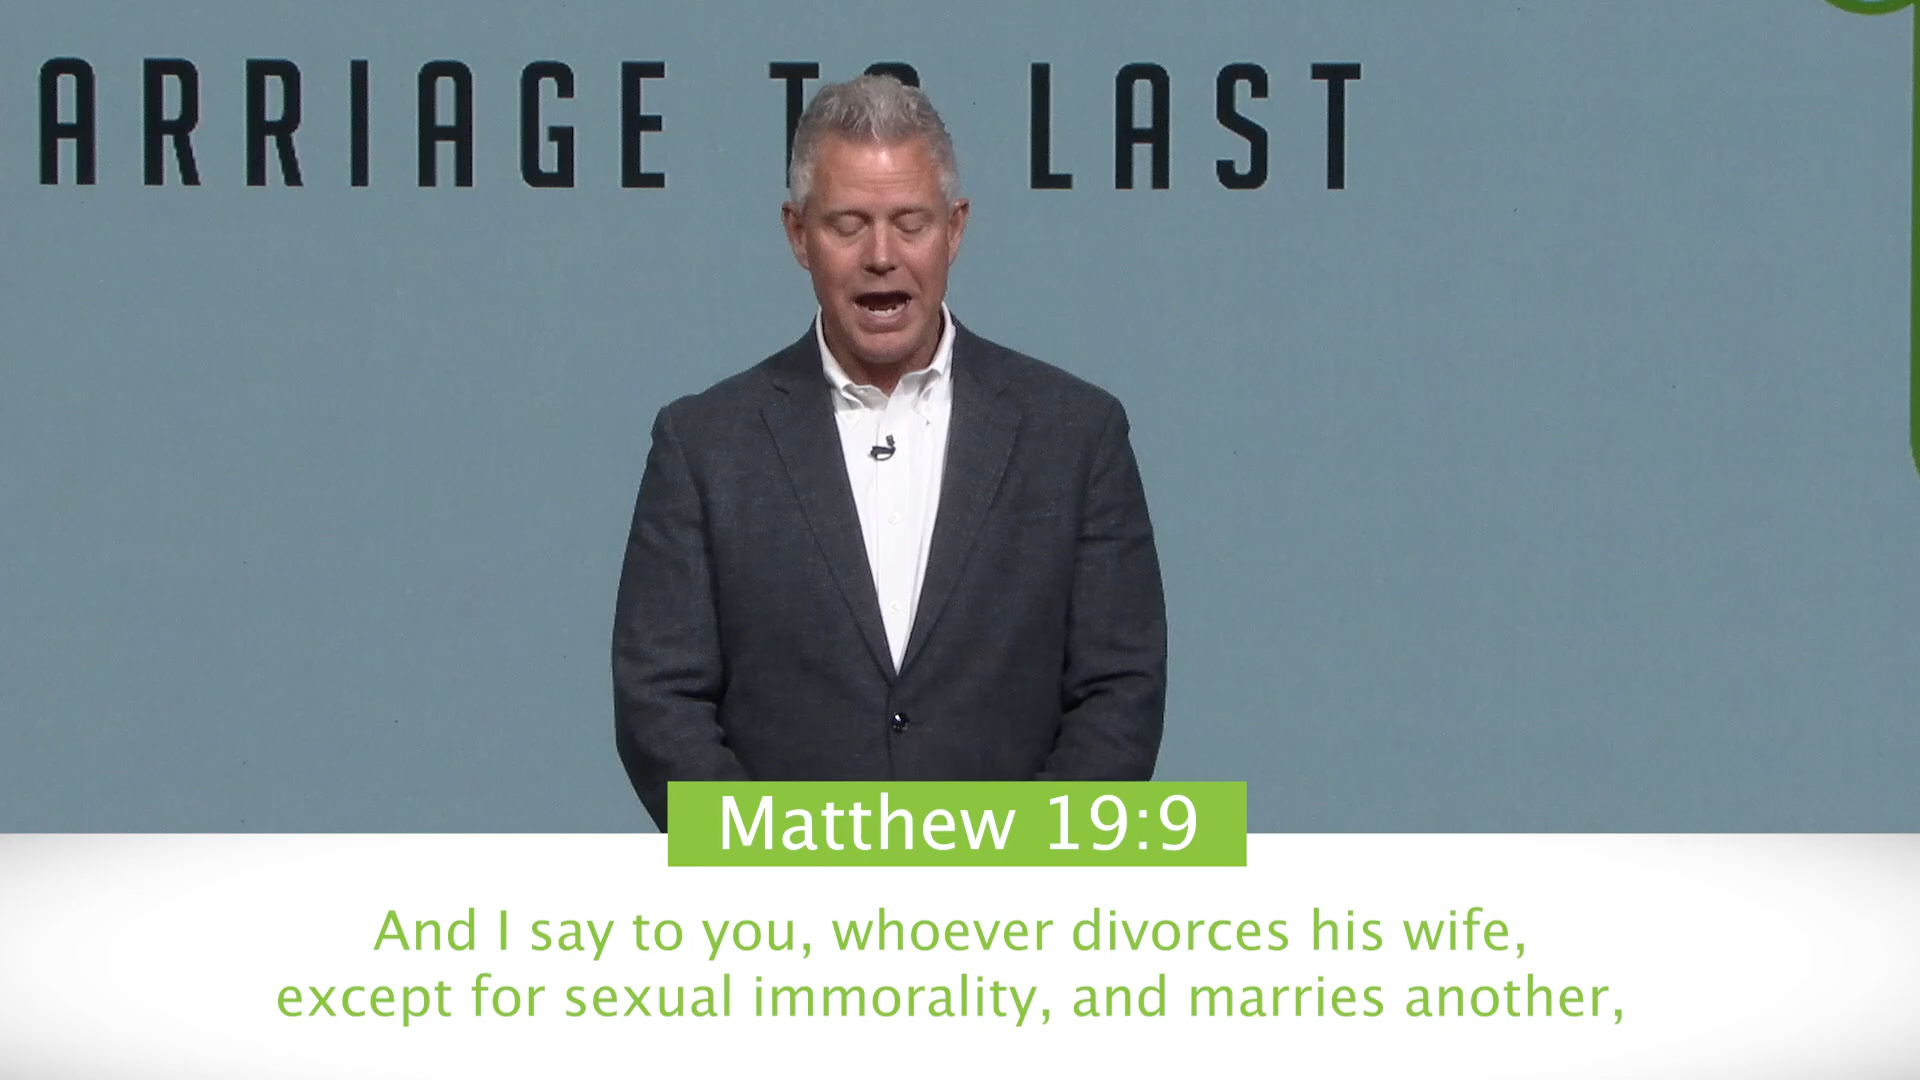 ARRIAGE TO LAST
Matthew 19:9
And I say to you, whoever divorces his wife,
except for sexual immorality, and marries another,